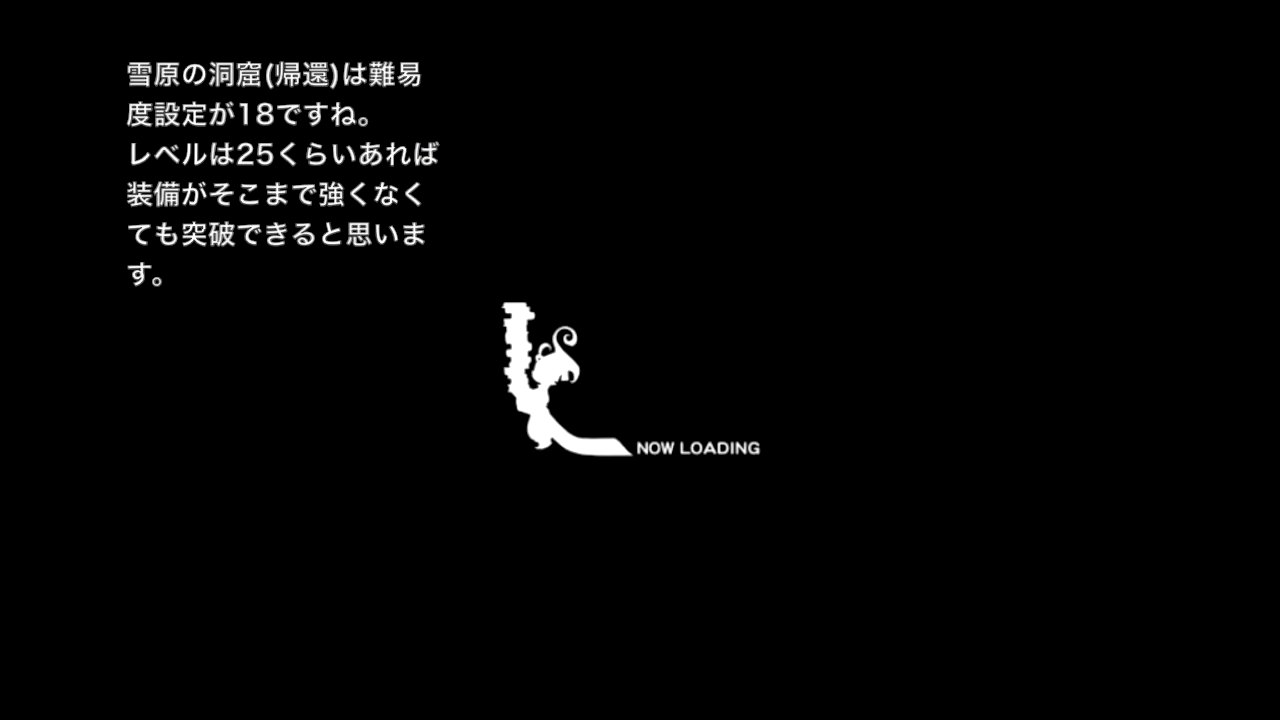 雪原の洞窟(帰還)は難易
度設定が18ですね。
レベルは25くらいあれば
装備がそこまで強くなく
ても突破できると思いま
す。
NOW LOADING